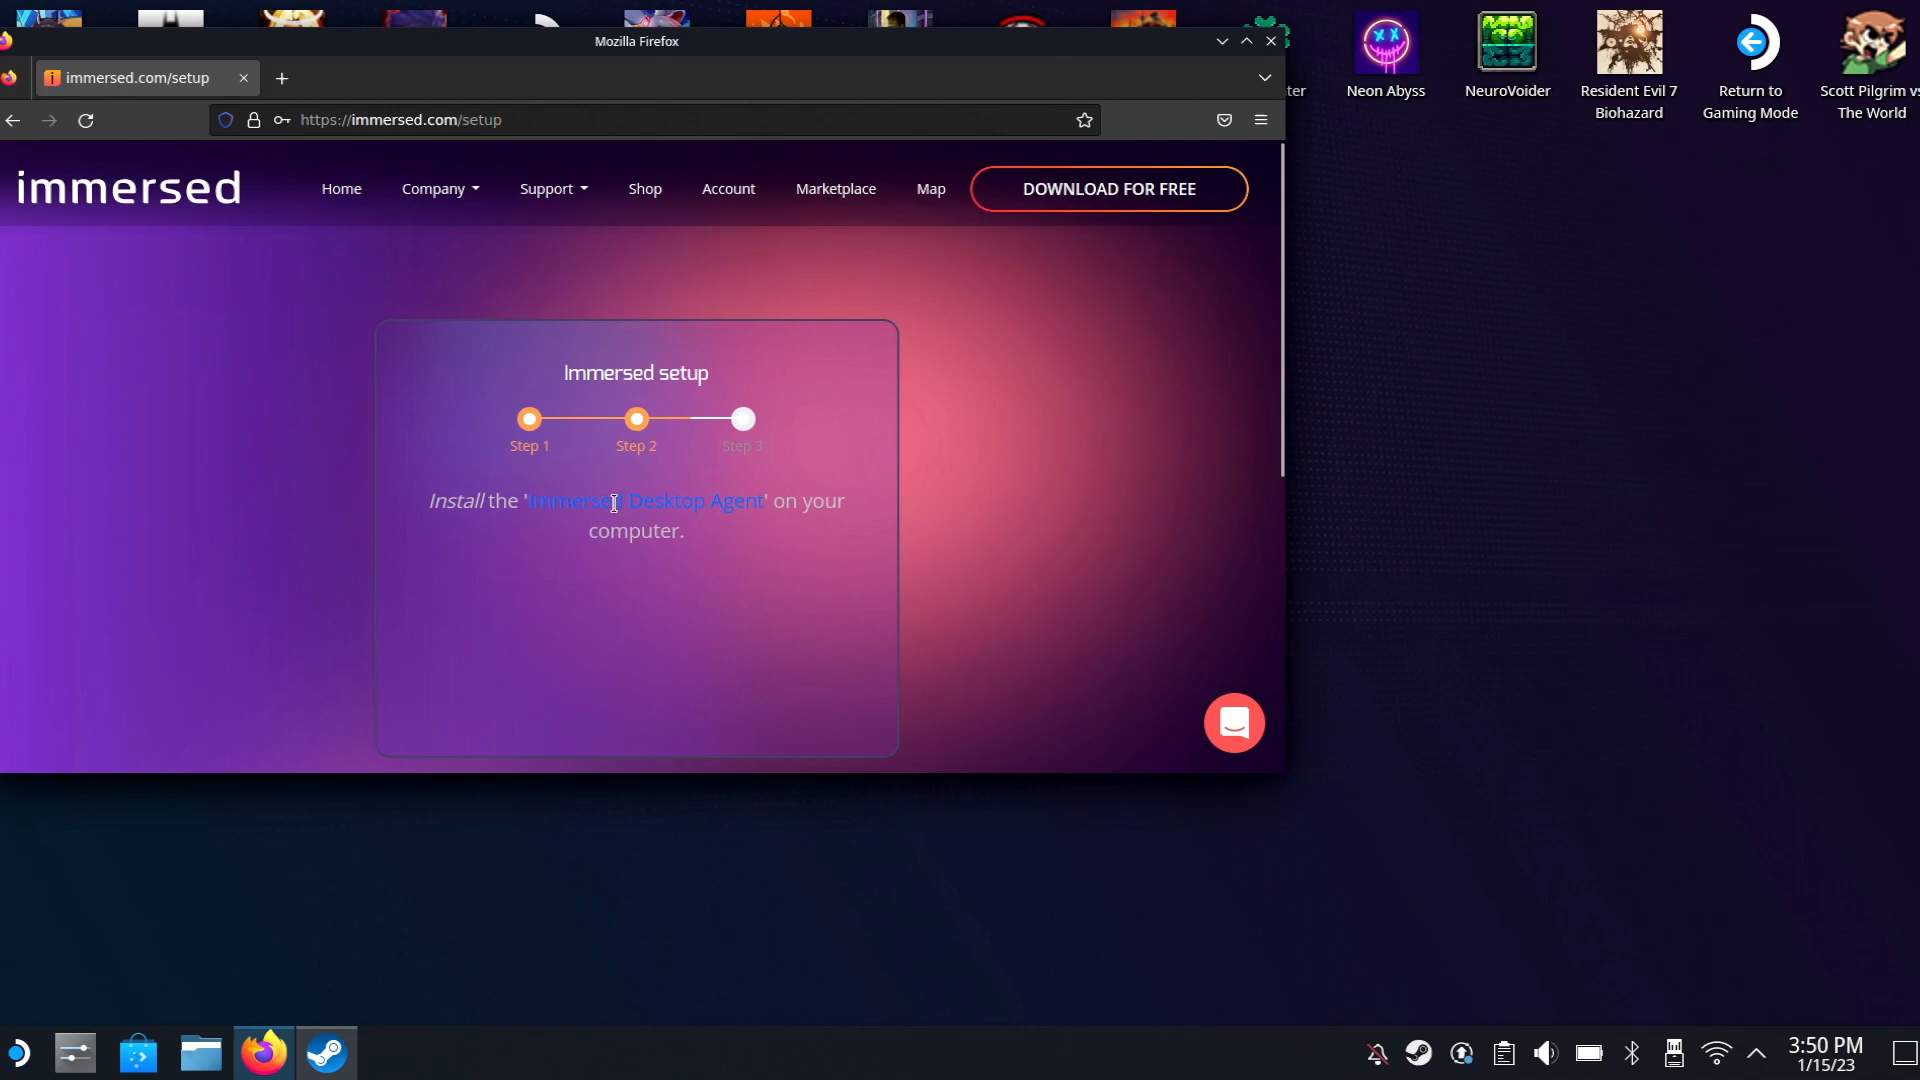 Mozilla Firefox
immersed.com/setup
https://immersed.com/setup
immersed
Home
Company
Support
Shop
Account
Marketplace
Map
DOWNLOAD FOR FREE
Immersed setup
Step 1
Step 2
Step 3
Install the 'Immersed Desktop Agent' on your
computer.
ter
Neon Abyss
NeuroVoider
Resident Evil 7
Biohazard
Return to
Gaming Mode
Scott Pilgrim vs
The World
3:50 PM
1/15/23